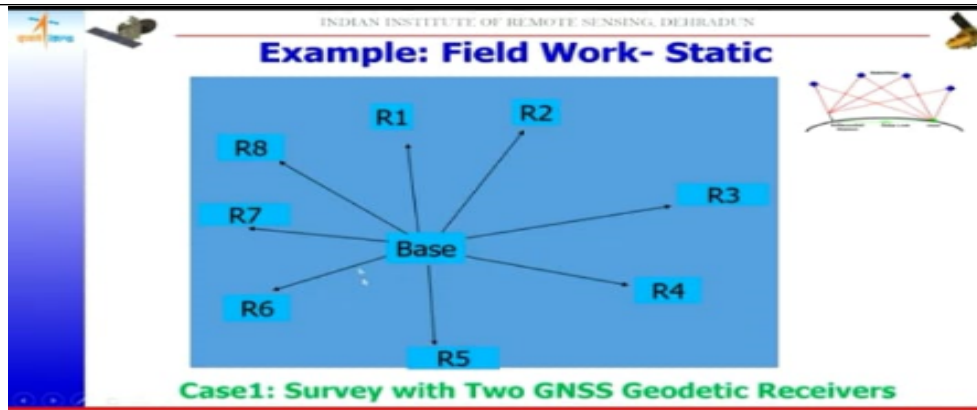 INDIAN INSTITUTE OF REMOTE SENSING, DEHRADUN
Example: Field Work- Static
R1
R2
R8
R3
R7
Base
R4
R6
R5
Case1: Survey with Two GNSS Geodetic Receivers